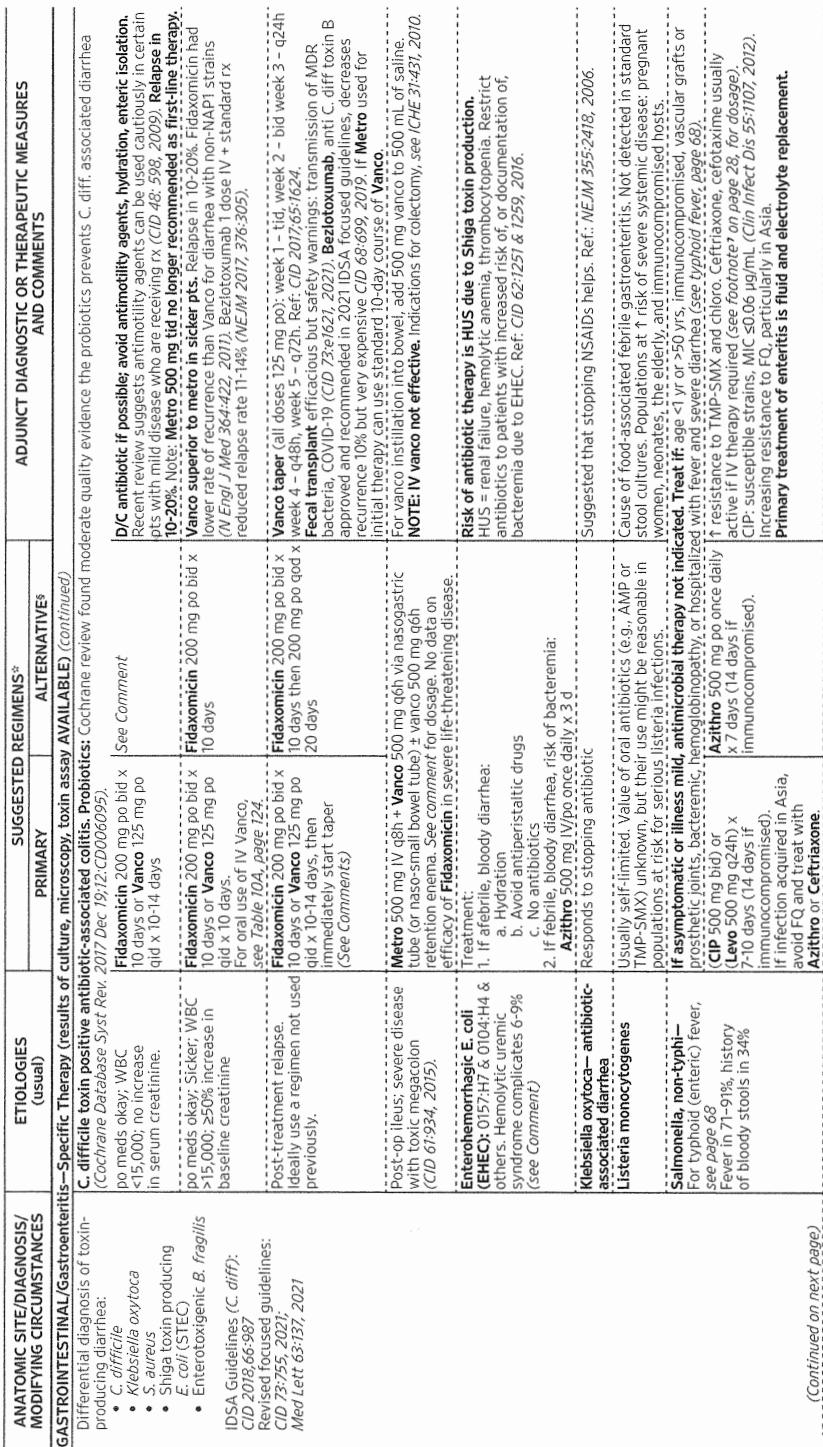 ANATOMIC SITE/DIAGNOSIS/
MODIFYING CIRCUMSTANCES
ETIOLOGIES
(usual)
SUGGESTED REGIMENS*
PRIMARY
ALTERNATIVE§
ADJUNCT DIAGNOSTIC OR THERAPEUTIC MEASURES
AND COMMENTS
GASTROINTESTINAL/Gastroenteritis—Specific Therapy (results of culture, microscopy, toxin assay AVAILABLE) (continued)
Differential diagnosis of toxin-
producing diarrhea:
• C. difficile
• Klebsiella oxytoca
• S. aureus
• Shiga toxin producing
E. coli (STEC)
• Enterotoxigenic B. fragilis
IDSA Guidelines (C. diff):
CID 2018,66:987
Revised focused guidelines:
CID 73:755, 2021;
Med Lett 63:137, 2021
C. difficile toxin positive antibiotic-associated colitis. Probiotics: Cochrane review found moderate quality evidence the probiotics prevents C. diff. associated diarrhea
(Cochrane Database Syst Rev. 2017 Dec 19;12:CD006095).
po meds okay; WBC
<15,000; no increase
in serum creatinine.
Fidaxomicin 200 mg po bid x
10 days or Vanco 125 mg po
qid x 10-14 days
See Comment
D/C antibiotic if possible; avoid antimotility agents, hydration, enteric isolation.
Recent review suggests antimotility agents can be used cautiously in certain
pts with mild disease who are receiving rx (CID 48: 598, 2009). Relapse in
10-20%. Note: Metro 500 mg tid no longer recommended as first-line therapy.
po meds okay; Sicker; WBC
>15,000; ≥50% increase in
baseline creatinine
Fidaxomicin 200 mg po bid x
10 days or Vanco 125 mg po
qid x 10 days.
For oral use of IV Vanco,
see Table 10A, page 124.
Fidaxomicin 200 mg po bid x
10 days
Vanco superior to metro in sicker pts. Relapse in 10-20%. Fidaxomicin had
lower rate of recurrence than Vanco for diarrhea with non-NAP1 strains
(N Engl J Med 364:422, 2011). Bezlotoxumab 1 dose IV + standard rx
reduced relapse rate 11-14% (NEJM 2017, 376:305).
Post-treatment relapse.
Ideally use a regimen not used
previously.
Fidaxomicin 200 mg po bid x
10 days or Vanco 125 mg po
qid x 10-14 days, then
immediately start taper
(See Comments)
Fidaxomicin 200 mg po bid x
10 days then 200 mg po qod x
20 days
Vanco taper (all doses 125 mg po): week 1 – tid, week 2 – bid week 3 – q24h
week 4 – q48h, week 5 – q72h. Ref: CID 2017;65:1624.
Fecal transplant efficacious but safety warnings: transmission of MDR
bacteria, COVID-19 (CID 73:e1621, 2021). Bezlotoxumab, anti C. diff toxin B
approved and recommended in 2021 IDSA focused guidelines, decreases
recurrence 10% but very expensive CID 68:699, 2019. If Metro used for
initial therapy can use standard 10-day course of Vanco.
Post-op ileus; severe disease
with toxic megacolon
(CID 61:934, 2015).
Metro 500 mg IV q8h + Vanco 500 mg q6h via nasogastric
tube (or naso-small bowel tube) ± vanco 500 mg q6h
retention enema. See comment for dosage. No data on
efficacy of Fidaxomicin in severe life-threatening disease.
For vanco instillation into bowel, add 500 mg vanco to 500 mL of saline.
NOTE: IV vanco not effective. Indications for colectomy, see ICHE 31:431, 2010.
Enterohemorrhagic E. coli
(EHEC): 0157:H7 & 0104:H4 &
others. Hemolytic uremic
syndrome complicates 6-9%
(see Comment)
Treatment:
1. If afebrile, bloody diarrhea:
a. Hydration
b. Avoid antiperistaltic drugs
c. No antibiotics
2. If febrile, bloody diarrhea, risk of bacteremia:
Azithro 500 mg IV/po once daily x 3 d
Risk of antibiotic therapy is HUS due to Shiga toxin production.
HUS = renal failure, hemolytic anemia, thrombocytopenia. Restrict
antibiotics to patients with increased risk of, or documentation of,
bacteremia due to EHEC. Ref: CID 62:1251 & 1259, 2016.
Klebsiella oxytoca— antibiotic-
associated diarrhea
Responds to stopping antibiotic
Suggested that stopping NSAIDs helps. Ref: NEJM 355:2418, 2006.
Listeria monocytogenes
Usually self-limited. Value of oral antibiotics (e.g., AMP or
TMP-SMX) unknown, but their use might be reasonable in
populations at risk for serious listeria infections.
Cause of food-associated febrile gastroenteritis. Not detected in standard
stool cultures. Populations at ↑ risk of severe systemic disease: pregnant
women, neonates, the elderly, and immunocompromised hosts.
Salmonella, non-typhi—
For typhoid (enteric) fever,
see page 68
Fever in 71–91%, history
of bloody stools in 34%
If asymptomatic or illness mild, antimicrobial therapy not indicated. Treat if: age <1 yr or >50 yrs, immunocompromised, vascular grafts or
prosthetic joints, bacteremic, hemoglobinopathy, or hospitalized with fever and severe diarrhea (see typhoid fever, page 68).
(CIP 500 mg bid) or
(Levo 500 mg q24h) x
7-10 days (14 days if
immunocompromised).
If infection acquired in Asia,
avoid FQ and treat with
Azithro or Ceftriaxone.
Azithro 500 mg po once daily
x 7 days (14 days if
immunocompromised).
↑ resistance to TMP-SMX and chloro. Ceftriaxone, cefotaxime usually
active if IV therapy required (see footnote⁷ on page 28, for dosage).
CIP: susceptible strains, MIC ≤0.06 µg/mL (Clin Infect Dis 55:1107, 2012).
Increasing resistance to FQ, particularly in Asia.
Primary treatment of enteritis is fluid and electrolyte replacement.
(Continued on next page)